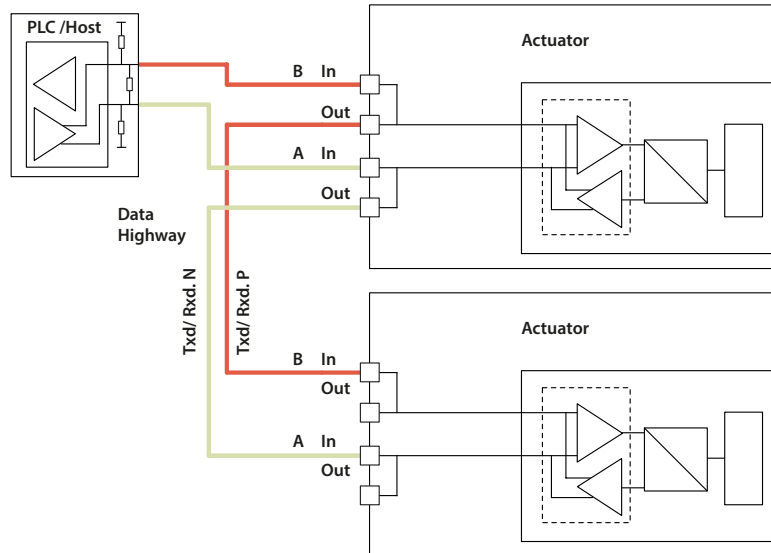 PLC /Host
Actuator
B In
Out
A In
Out
Data
Highway
Txd/ Rxd. N
Txd/ Rxd. P
Actuator
B In
Out
A In
Out